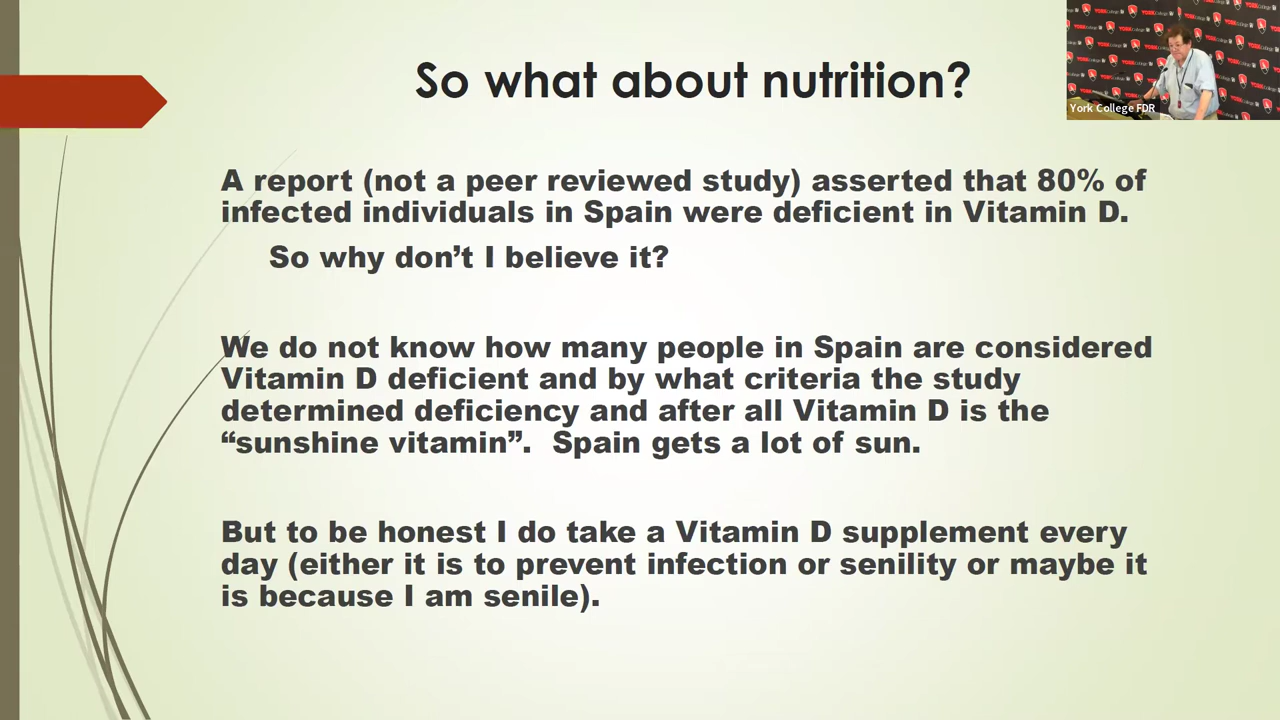 So what about nutrition?
York College FDR
A report (not a peer reviewed study) asserted that 80% of
infected individuals in Spain were deficient in Vitamin D.
So why don’t I believe it?
We do not know how many people in Spain are considered
Vitamin D deficient and by what criteria the study
determined deficiency and after all Vitamin D is the
“sunshine vitamin”.  Spain gets a lot of sun.
But to be honest I do take a Vitamin D supplement every
day (either it is to prevent infection or senility or maybe it
is because I am senile).